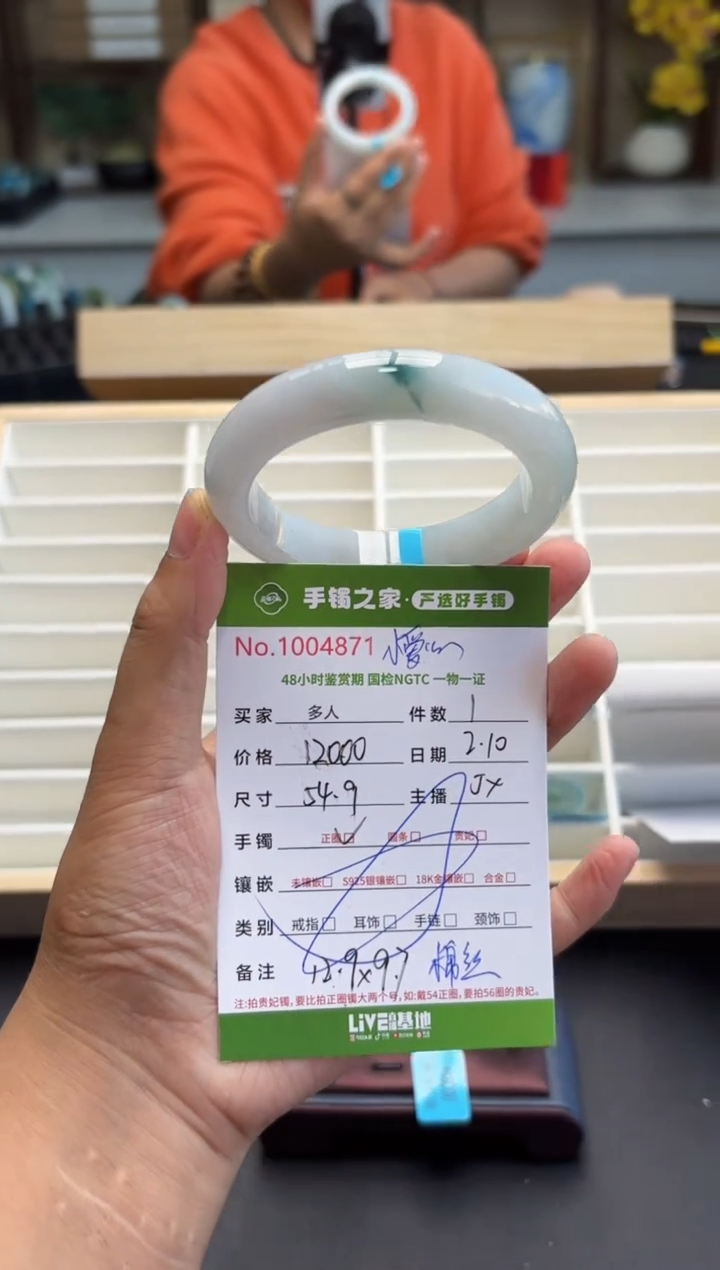 手镯之家·严选好手镯
No.1004871
48小时鉴赏期 国检NGTC 一物一证
买家 多人 件数 1
价格 12000 日期 2.10
尺寸 54.9 主播 JX
手镯 正圈 圆条 贵妃
镶嵌 未镶嵌 S925银镶嵌 18K金镶嵌 合金
类别 戒指 耳饰 手链 颈饰
备注 12.9x9.7 棉丝
注:拍贵妃镯,要比拍正圈镯大两个号,如:戴54正圈,要拍56圈的贵妃。
LIVE 基地